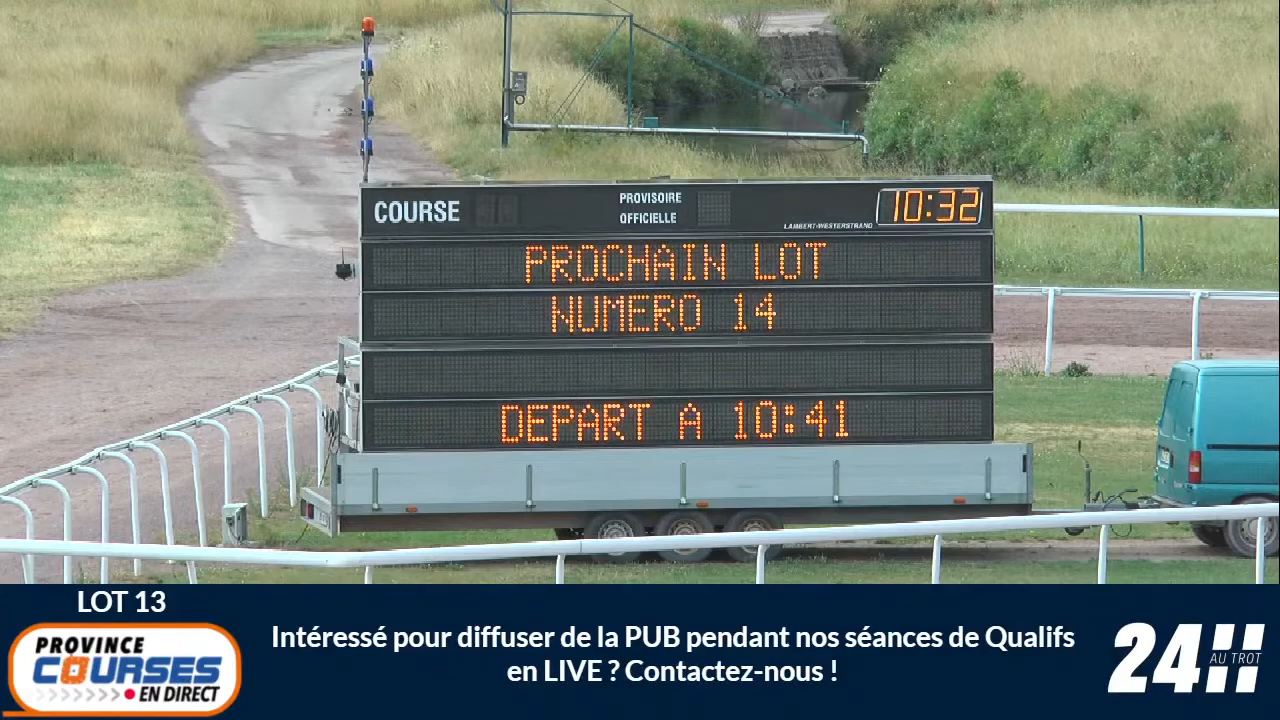 COURSE
PROVISOIRE
OFFICIELLE
LAMBERT-WESTERSTRAND
10:32
PROCHAIN LOT
NUMERO 14
DEPART A 10:41
LOT 13
PROVINCE
COURSES
EN DIRECT
Intéressé pour diffuser de la PUB pendant nos séances de Qualifs
en LIVE ? Contactez-nous !
24H
AU TROT